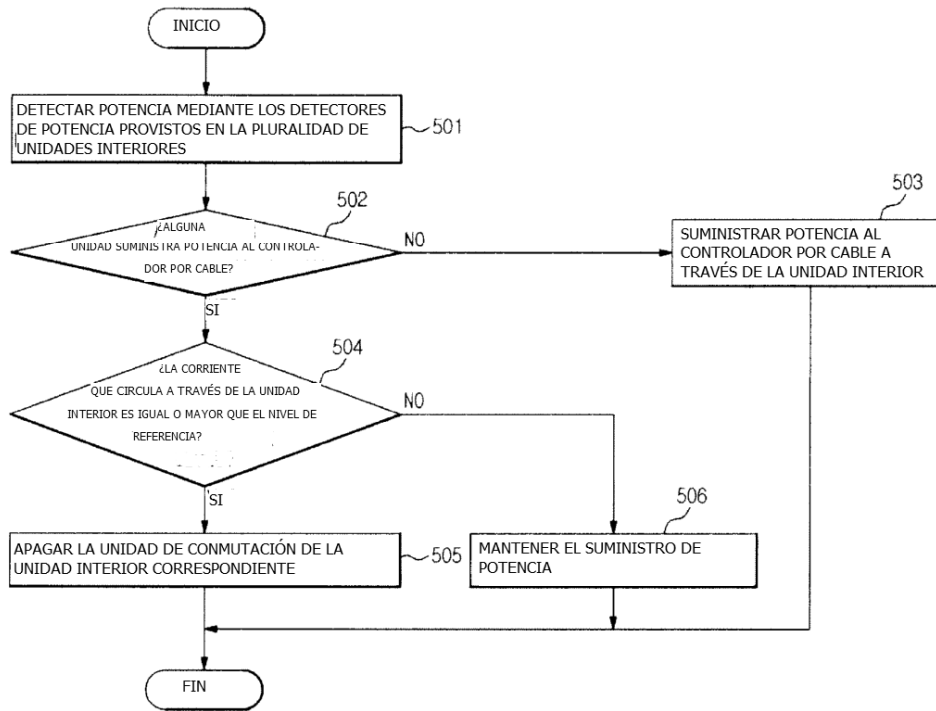 INICIO
DETECTAR POTENCIA MEDIANTE LOS DETECTORES
DE POTENCIA PROVISTOS EN LA PLURALIDAD DE
UNIDADES INTERIORES
501
502
¿ALGUNA
UNIDAD SUMINISTRA POTENCIA AL CONTROLA-
DOR POR CABLE?
NO
503
SUMINISTRAR POTENCIA AL
CONTROLADOR POR CABLE A
TRAVÉS DE LA UNIDAD INTERIOR
SI
504
¿LA CORRIENTE
QUE CIRCULA A TRAVÉS DE LA UNIDAD
INTERIOR ES IGUAL O MAYOR QUE EL NIVEL DE
REFERENCIA?
NO
SI
APAGAR LA UNIDAD DE CONMUTACIÓN DE LA
UNIDAD INTERIOR CORRESPONDIENTE
505
506
MANTENER EL SUMINISTRO DE
POTENCIA
FIN